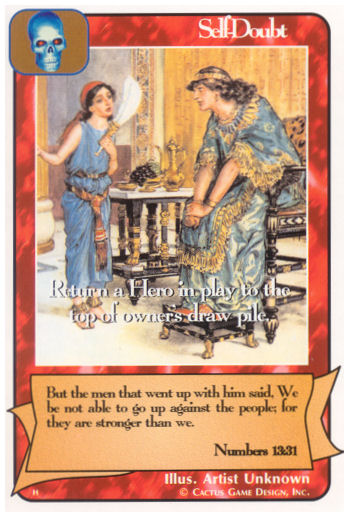 Self-Doubt
Return a Hero in play to the
top of owner's draw pile.
But the men that went up with him said, We
be not able to go up against the people; for
they are stronger than we.
Numbers 13:31
Illus. Artist Unknown
H
© Cactus Game Design, Inc.